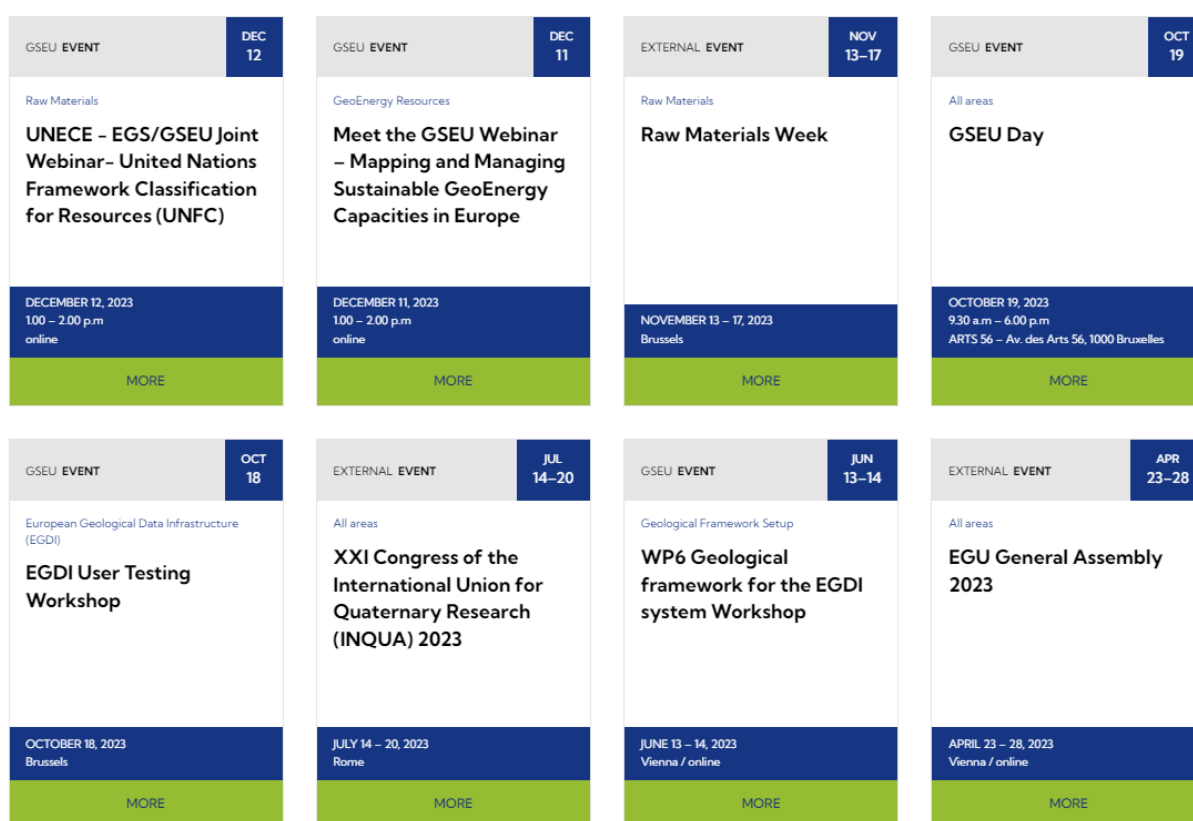 GSEU EVENT
DEC
12
Raw Materials
UNECE - EGS/GSEU Joint
Webinar- United Nations
Framework Classification
for Resources (UNFC)
DECEMBER 12, 2023
1.00 – 2.00 p.m
online
MORE
GSEU EVENT
DEC
11
GeoEnergy Resources
Meet the GSEU Webinar
– Mapping and Managing
Sustainable GeoEnergy
Capacities in Europe
DECEMBER 11, 2023
1.00 – 2.00 p.m
online
MORE
EXTERNAL EVENT
NOV
13–17
Raw Materials
Raw Materials Week
NOVEMBER 13 – 17, 2023
Brussels
MORE
GSEU EVENT
OCT
19
All areas
GSEU Day
OCTOBER 19, 2023
9.30 a.m – 6.00 p.m
ARTS 56 – Av. des Arts 56, 1000 Bruxelles
MORE
GSEU EVENT
OCT
18
European Geological Data Infrastructure
(EGDI)
EGDI User Testing
Workshop
OCTOBER 18, 2023
Brussels
MORE
EXTERNAL EVENT
JUL
14–20
All areas
XXI Congress of the
International Union for
Quaternary Research
(INQUA) 2023
JULY 14 – 20, 2023
Rome
MORE
GSEU EVENT
JUN
13–14
Geological Framework Setup
WP6 Geological
framework for the EGDI
system Workshop
JUNE 13 – 14, 2023
Vienna / online
MORE
EXTERNAL EVENT
APR
23–28
All areas
EGU General Assembly
2023
APRIL 23 – 28, 2023
Vienna / online
MORE